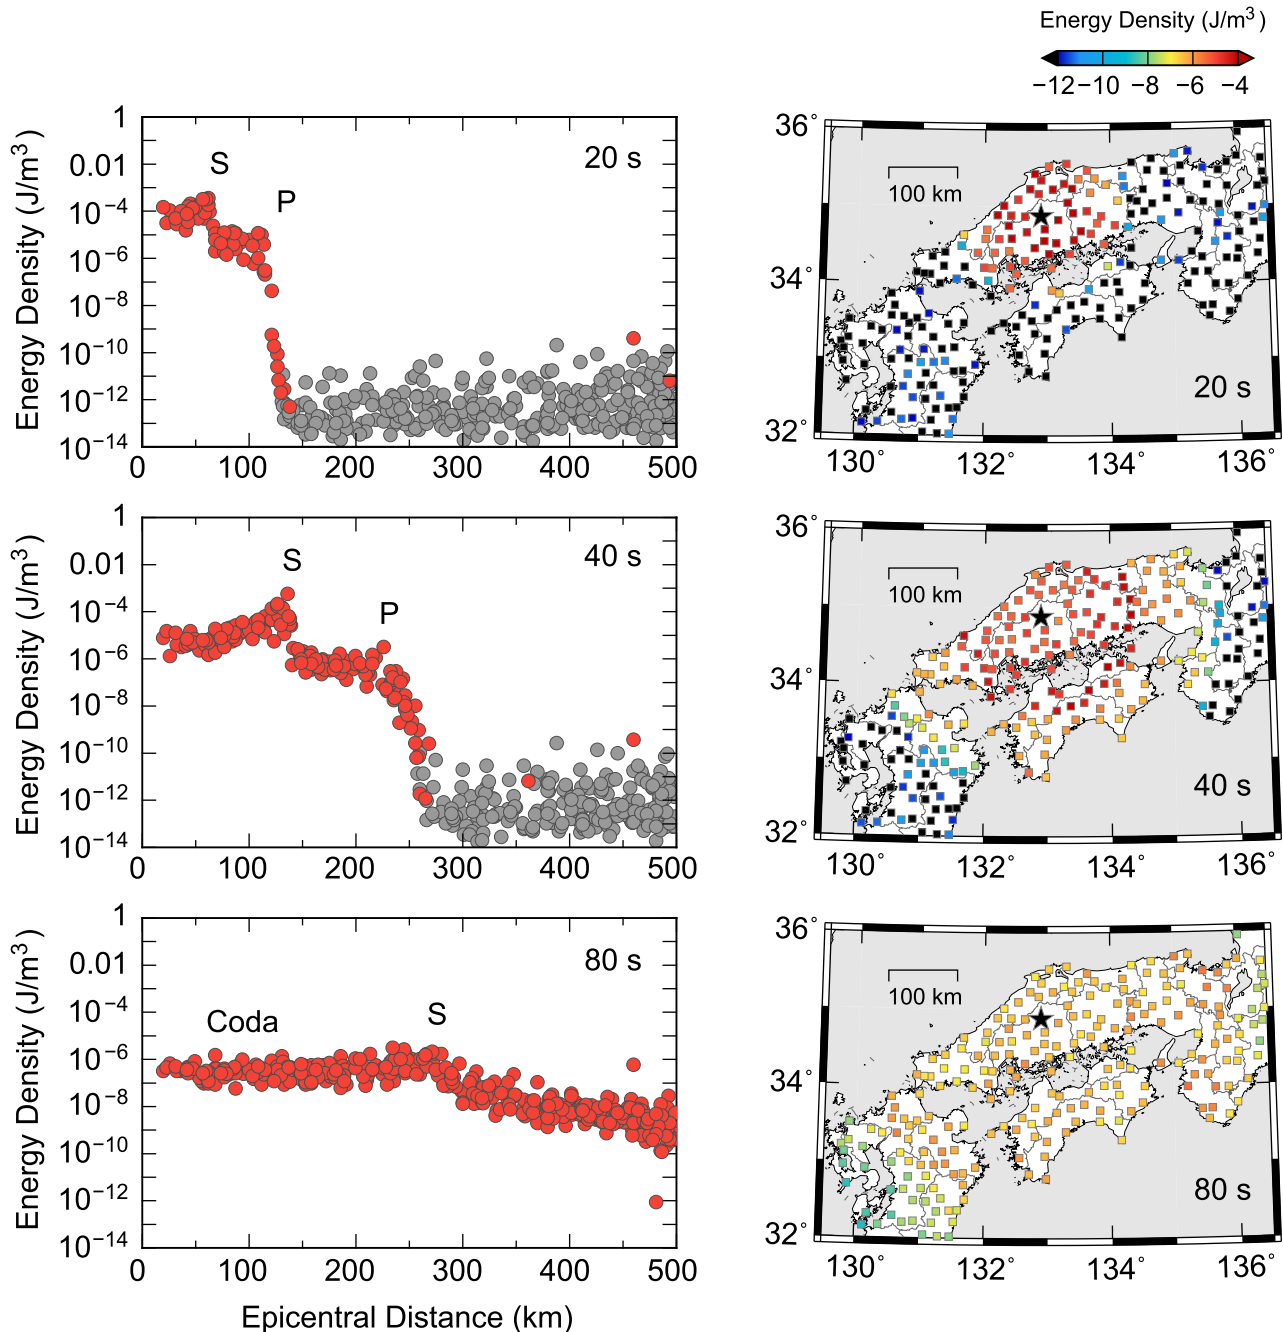 Energy Density (J/m³)
−12 −10 −8 −6 −4
Energy Density (J/m³)
1
0.01
10⁻⁴
10⁻⁶
10⁻⁸
10⁻¹⁰
10⁻¹²
10⁻¹⁴
S
P
20 s
0 100 200 300 400 500
36°
34°
32°
100 km
20 s
130° 132° 134° 136°
Energy Density (J/m³)
1
0.01
10⁻⁴
10⁻⁶
10⁻⁸
10⁻¹⁰
10⁻¹²
10⁻¹⁴
S
P
40 s
0 100 200 300 400 500
36°
34°
32°
100 km
40 s
130° 132° 134° 136°
Energy Density (J/m³)
1
0.01
10⁻⁴
10⁻⁶
10⁻⁸
10⁻¹⁰
10⁻¹²
10⁻¹⁴
Coda
S
80 s
0 100 200 300 400 500
Epicentral Distance (km)
36°
34°
32°
100 km
80 s
130° 132° 134° 136°